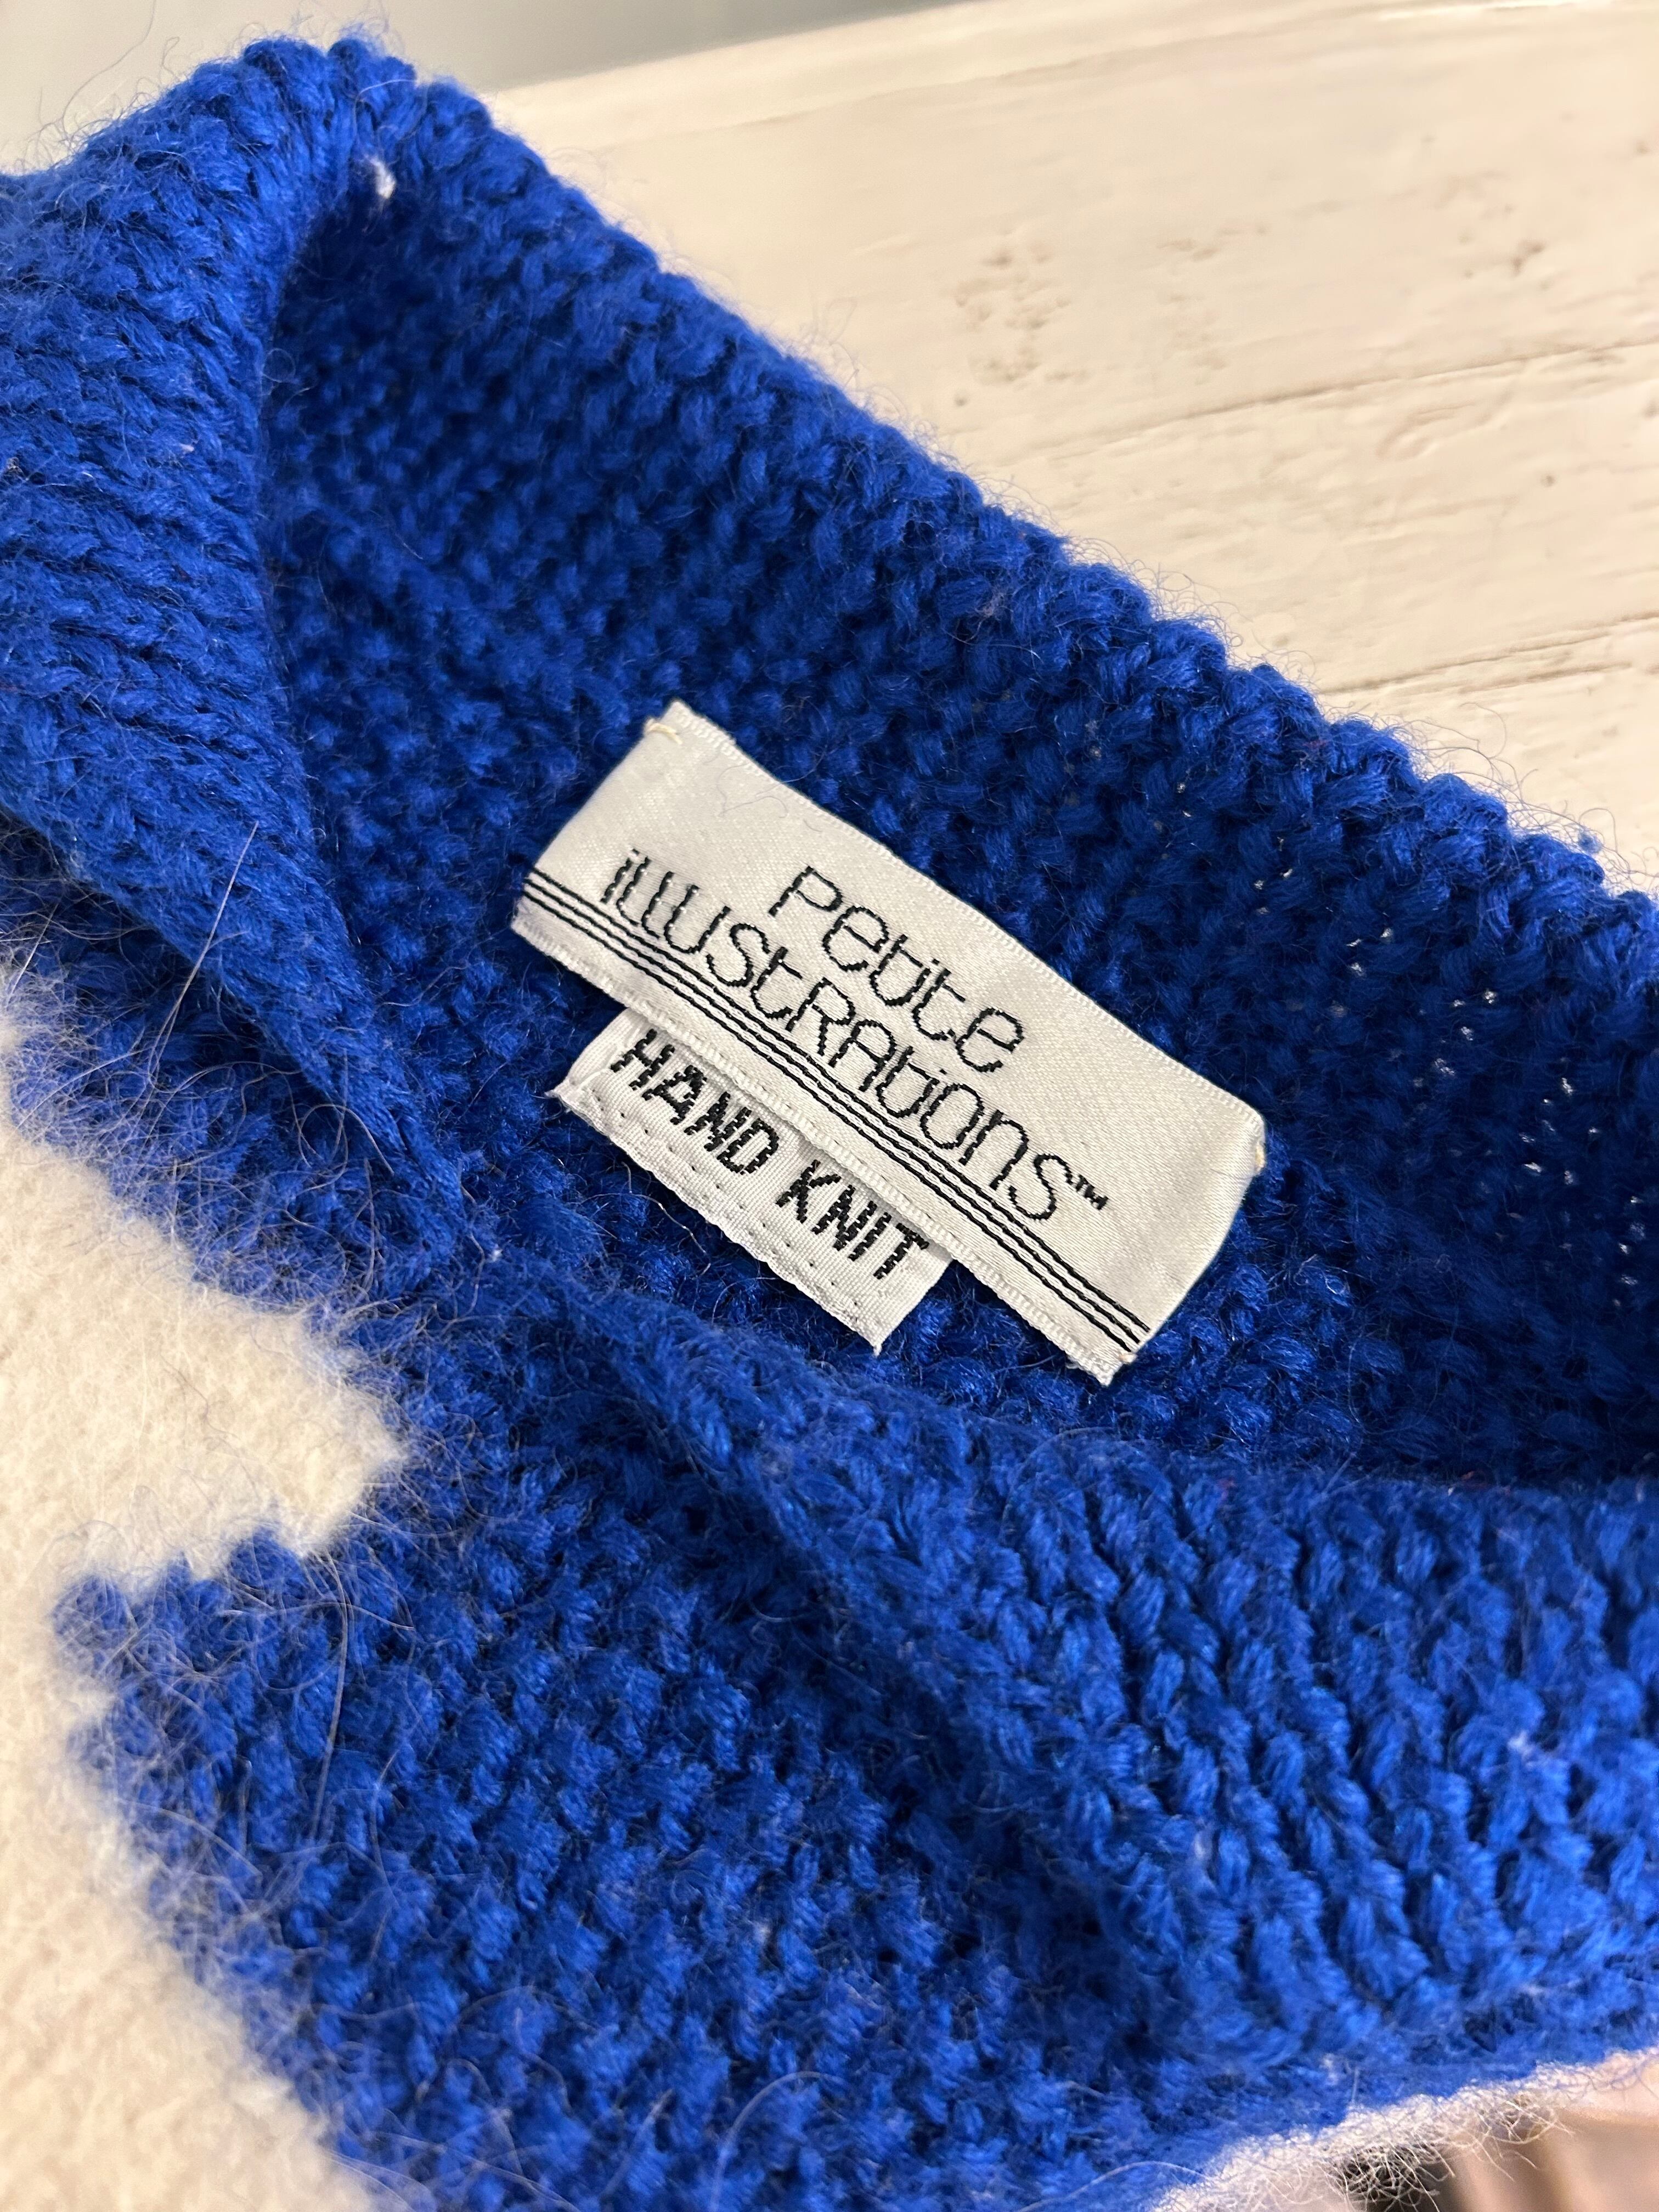 Petite
illustrations™
HAND KNIT